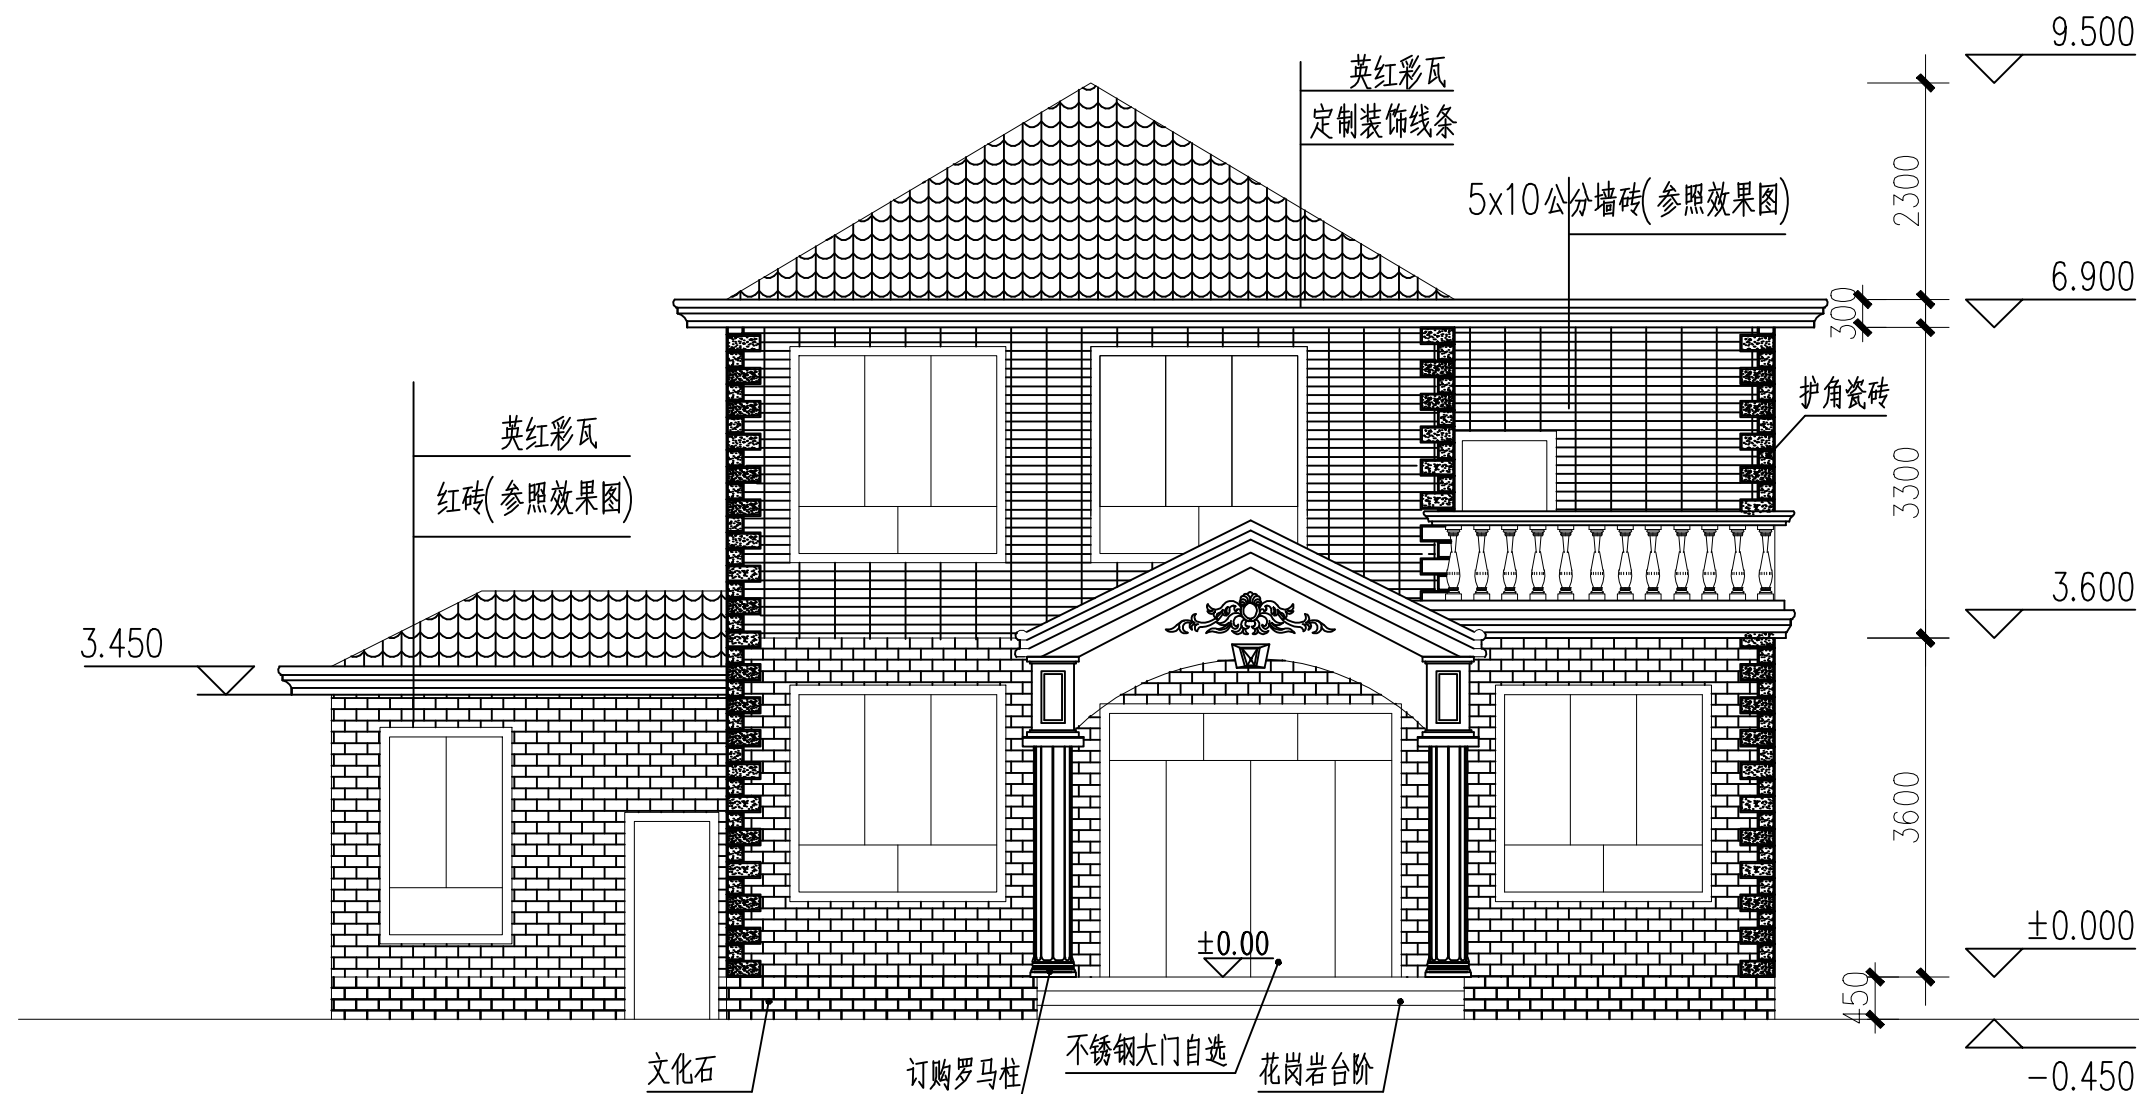 9.500
英红彩瓦
定制装饰线条
5x10公分墙砖(参照效果图)
2300
6.900
300
护角瓷砖
英红彩瓦
红砖(参照效果图)
3300
3.600
3.450
3600
±0.00
±0.000
450
不锈钢大门自选
文化石
订购罗马柱
花岗岩台阶
-0.450